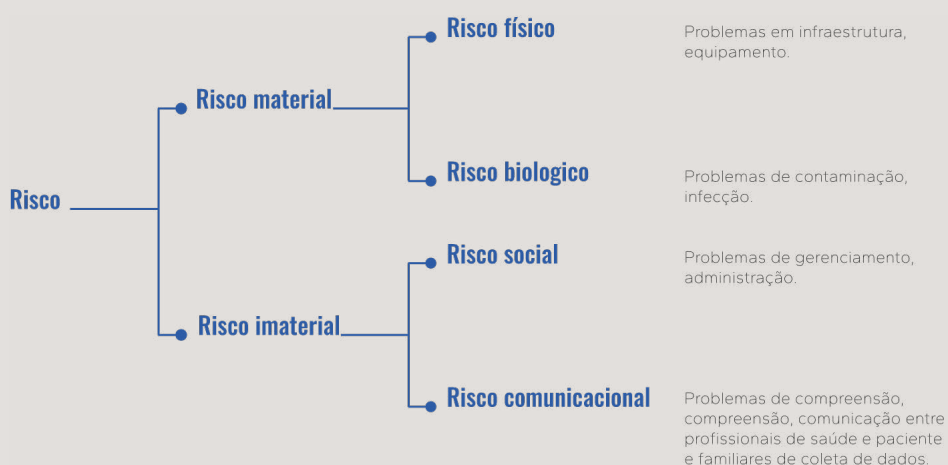 Risco
Risco material
Risco físico
Problemas em infraestrutura,
equipamento.
Risco biologico
Problemas de contaminação,
infecção.
Risco imaterial
Risco social
Problemas de gerenciamento,
administração.
Risco comunicacional
Problemas de compreensão,
compreensão, comunicação entre
profissionais de saúde e paciente
e familiares de coleta de dados.